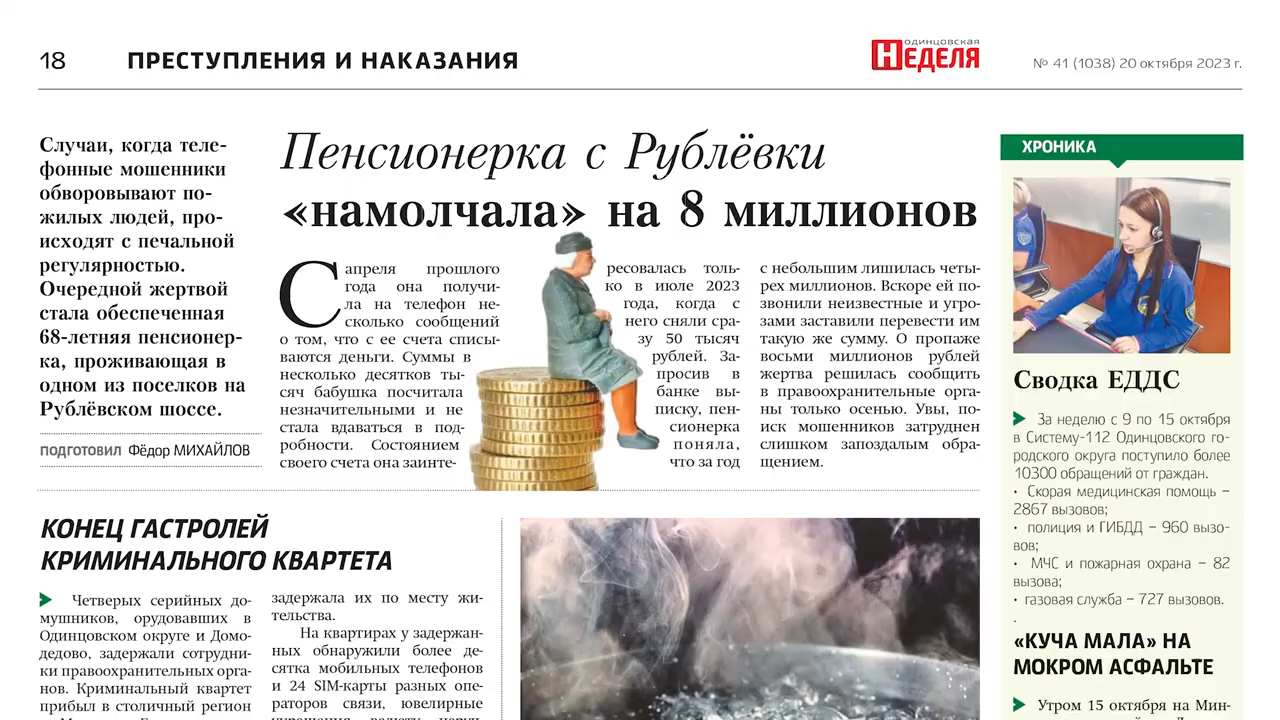 18
ПРЕСТУПЛЕНИЯ И НАКАЗАНИЯ
ОДИНЦОВСКАЯ
НЕДЕЛЯ
№ 41 (1038) 20 октября 2023 г.
Случаи, когда теле-
фонные мошенники
обворовывают по-
жилых людей, про-
исходят с печальной
регулярностью.
Очередной жертвой
стала обеспеченная
68-летняя пенсионер-
ка, проживающая в
одном из поселков на
Рублёвском шоссе.
ПОДГОТОВИЛ Фёдор МИХАЙЛОВ
Пенсионерка с Рублёвки
«намолчала» на 8 миллионов
С апреля прошлого
года она получи-
ла на телефон не-
сколько сообщений
о том, что с ее счета списы-
ваются деньги. Суммы в
несколько десятков ты-
сяч бабушка посчитала
незначительными и не
стала вдаваться в под-
робности. Состоянием
своего счета она заинте-
ресовалась толь-
ко в июле 2023
года, когда с
него сняли сра-
зу 50 тысяч
рублей. За-
просив в
банке вы-
писку, пен-
сионерка
поняла,
что за год
с небольшим лишилась четы-
рех миллионов. Вскоре ей по-
звонили неизвестные и угро-
зами заставили перевести им
такую же сумму. О пропаже
восьми миллионов рублей
жертва решилась сообщить
в правоохранительные орга-
ны только осенью. Увы, по-
иск мошенников затруднен
слишком запоздалым обра-
щением.
КОНЕЦ ГАСТРОЛЕЙ
КРИМИНАЛЬНОГО КВАРТЕТА
Четверых серийных до-
мушников, орудовавших в
Одинцовском округе и Домо-
дедово, задержали сотрудни-
ки правоохранительных орга-
нов. Криминальный квартет
прибыл в столичный регион
задержала их по месту жи-
тельства.
На квартирах у задержан-
ных обнаружили более де-
сятка мобильных телефонов
и 24 SIM-карты разных опе-
раторов связи, ювелирные
ХРОНИКА
Сводка ЕДДС
За неделю с 9 по 15 октября
в Систему-112 Одинцовского го-
родского округа поступило более
10300 обращений от граждан.
• Скорая медицинская помощь –
2867 вызовов;
• полиция и ГИБДД – 960 вызо-
вов;
• МЧС и пожарная охрана – 82
вызова;
• газовая служба – 727 вызовов.
.
«КУЧА МАЛА» НА
МОКРОМ АСФАЛЬТЕ
Утром 15 октября на Мин-